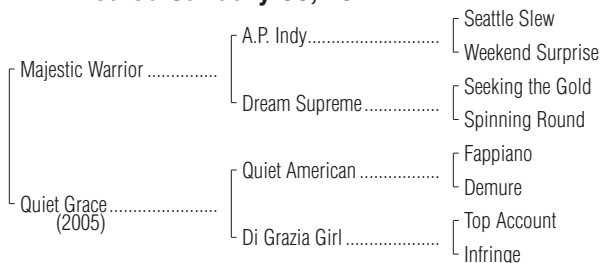 Seattle Slew
A.P. Indy
Weekend Surprise
Majestic Warrior
Seeking the Gold
Dream Supreme
Spinning Round
Fappiano
Quiet American
Demure
Quiet Grace
(2005)
Top Account
Di Grazia Girl
Infringe